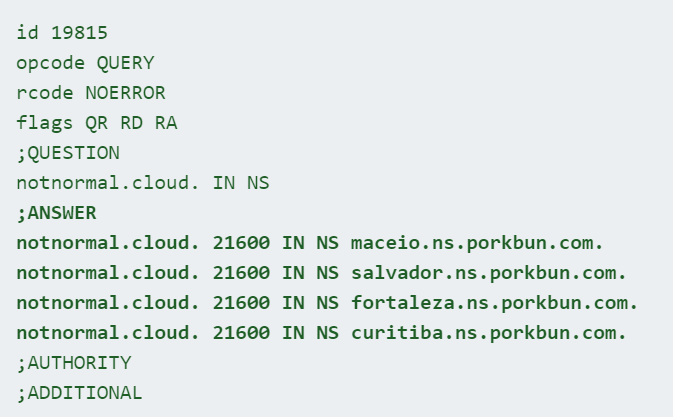 id 19815
opcode QUERY
rcode NOERROR
flags QR RD RA
;QUESTION
notnormal.cloud. IN NS
;ANSWER
notnormal.cloud. 21600 IN NS maceio.ns.porkbun.com.
notnormal.cloud. 21600 IN NS salvador.ns.porkbun.com.
notnormal.cloud. 21600 IN NS fortaleza.ns.porkbun.com.
notnormal.cloud. 21600 IN NS curitiba.ns.porkbun.com.
;AUTHORITY
;ADDITIONAL